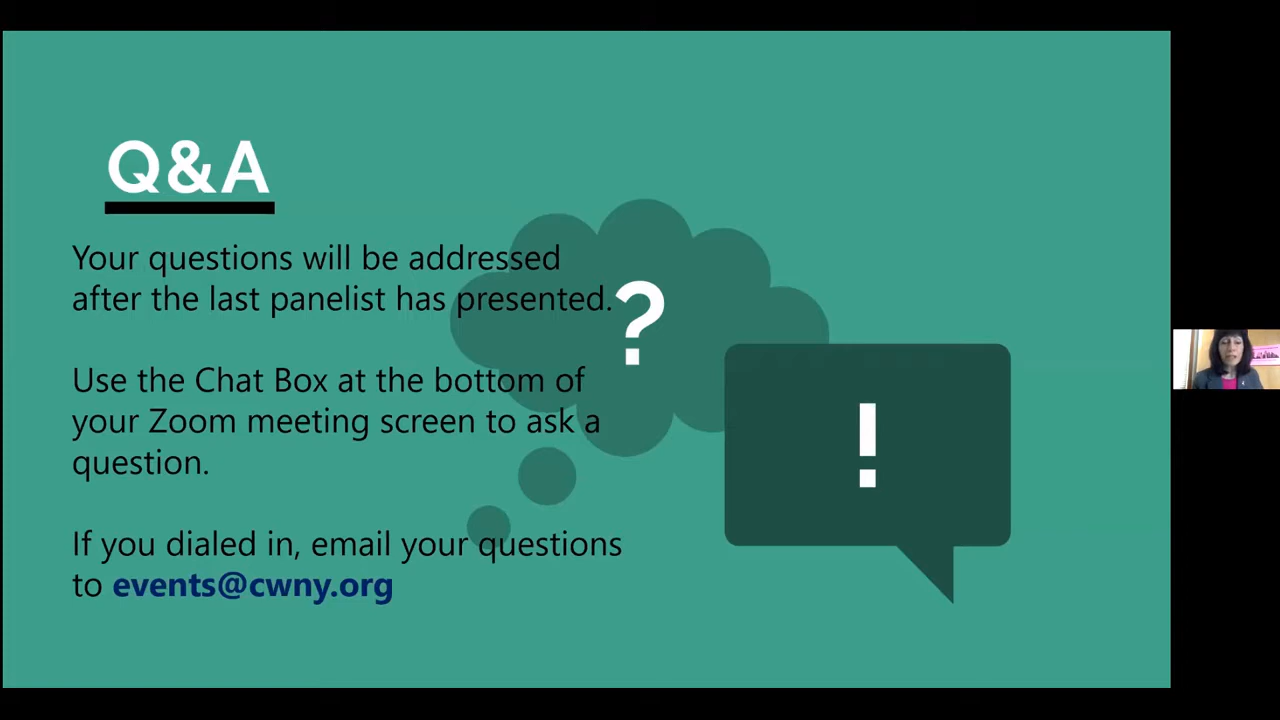 Q&A
Your questions will be addressed
after the last panelist has presented.
?
Use the Chat Box at the bottom of
your Zoom meeting screen to ask a
question.
!
If you dialed in, email your questions
to events@cwny.org